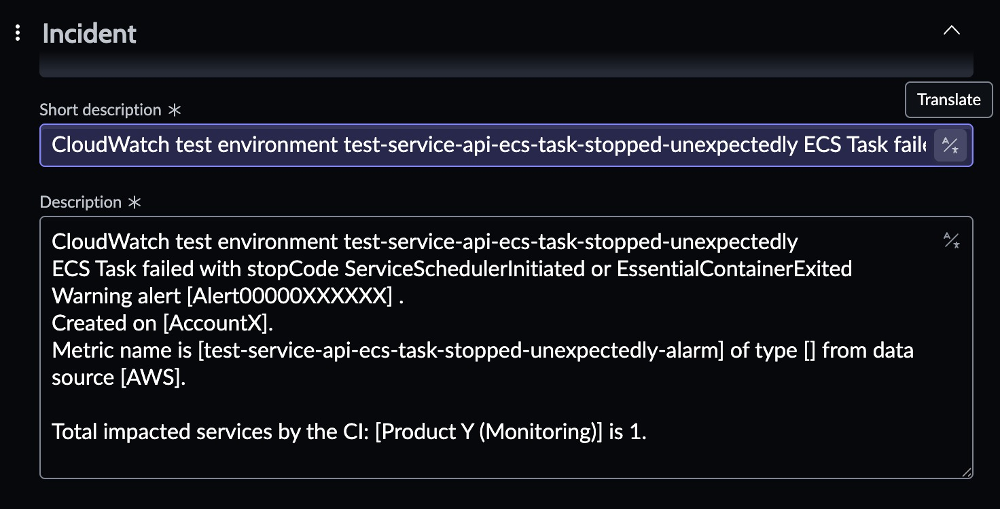 Incident
Translate
Short description *
CloudWatch test environment test-service-api-ecs-task-stopped-unexpectedly ECS Task
Description *
CloudWatch test environment test-service-api-ecs-task-stopped-unexpectedly
ECS Task failed with stopCode ServiceSchedulerInitiated or EssentialContainerExited
Warning alert [Alert00000XXXXXX] .
Created on [AccountX].
Metric name is [test-service-api-ecs-task-stopped-unexpectedly-alarm] of type [] from data
source [AWS].
Total impacted services by the CI: [Product Y (Monitoring)] is 1.